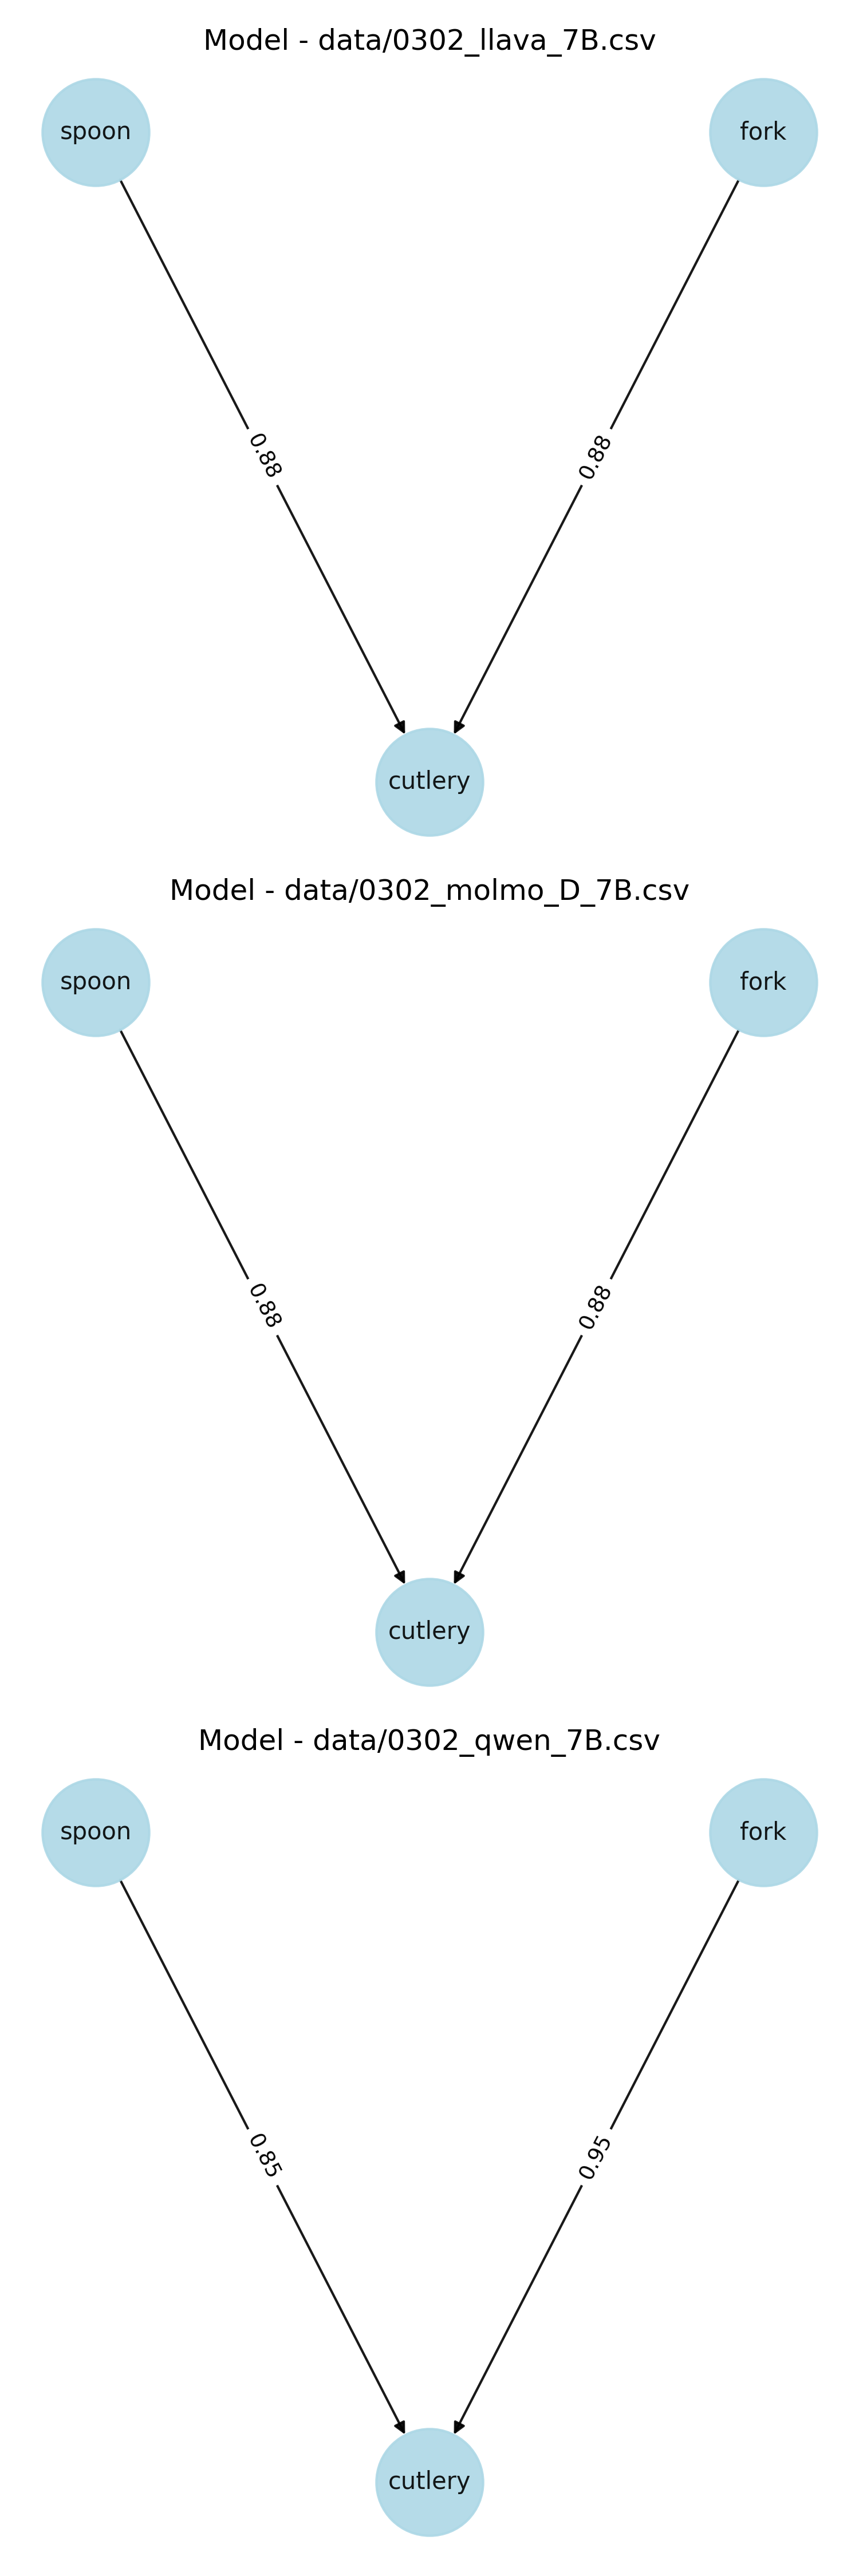 Model - data/0302_llava_7B.csv
spoon fork
0.88 0.88
cutlery
Model - data/0302_molmo_D_7B.csv
spoon fork
0.88 0.88
cutlery
Model - data/0302_qwen_7B.csv
spoon fork
0.85 0.95
cutlery